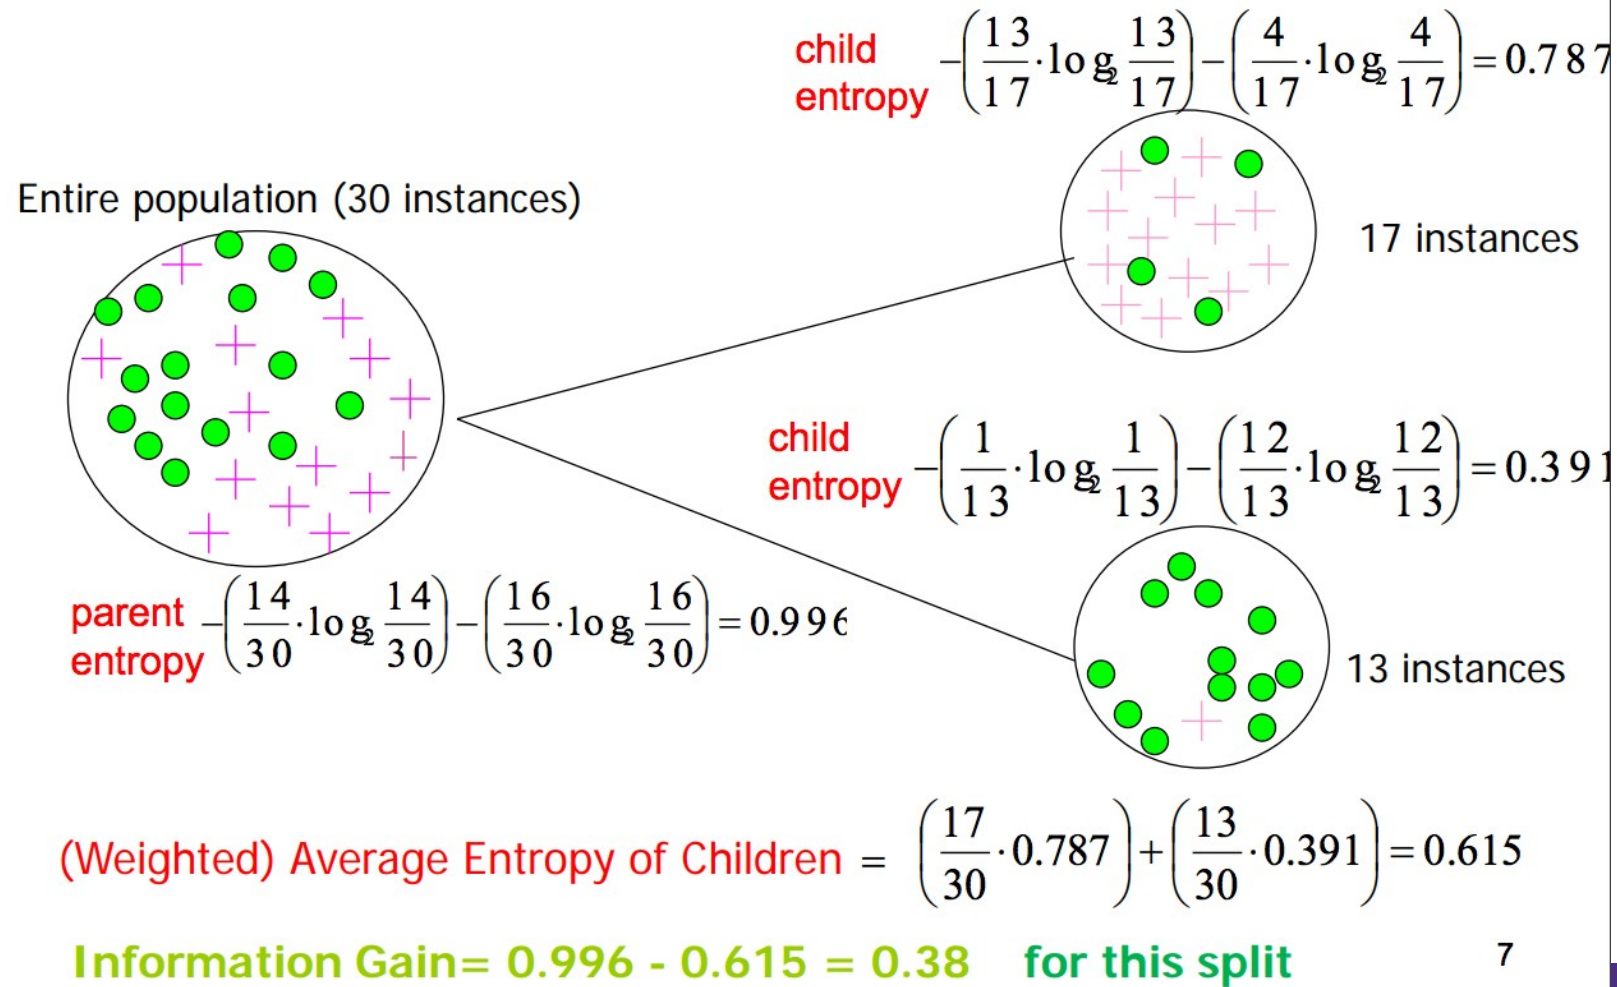 child entropy −(13/17 · log₂ 13/17) − (4/17 · log₂ 4/17) = 0.787
Entire population (30 instances)
17 instances
child entropy −(1/13 · log₂ 1/13) − (12/13 · log₂ 12/13) = 0.391
parent entropy −(14/30 · log₂ 14/30) − (16/30 · log₂ 16/30) = 0.996
13 instances
(Weighted) Average Entropy of Children = (17/30 · 0.787) + (13/30 · 0.391) = 0.615
Information Gain= 0.996 - 0.615 = 0.38 for this split
7